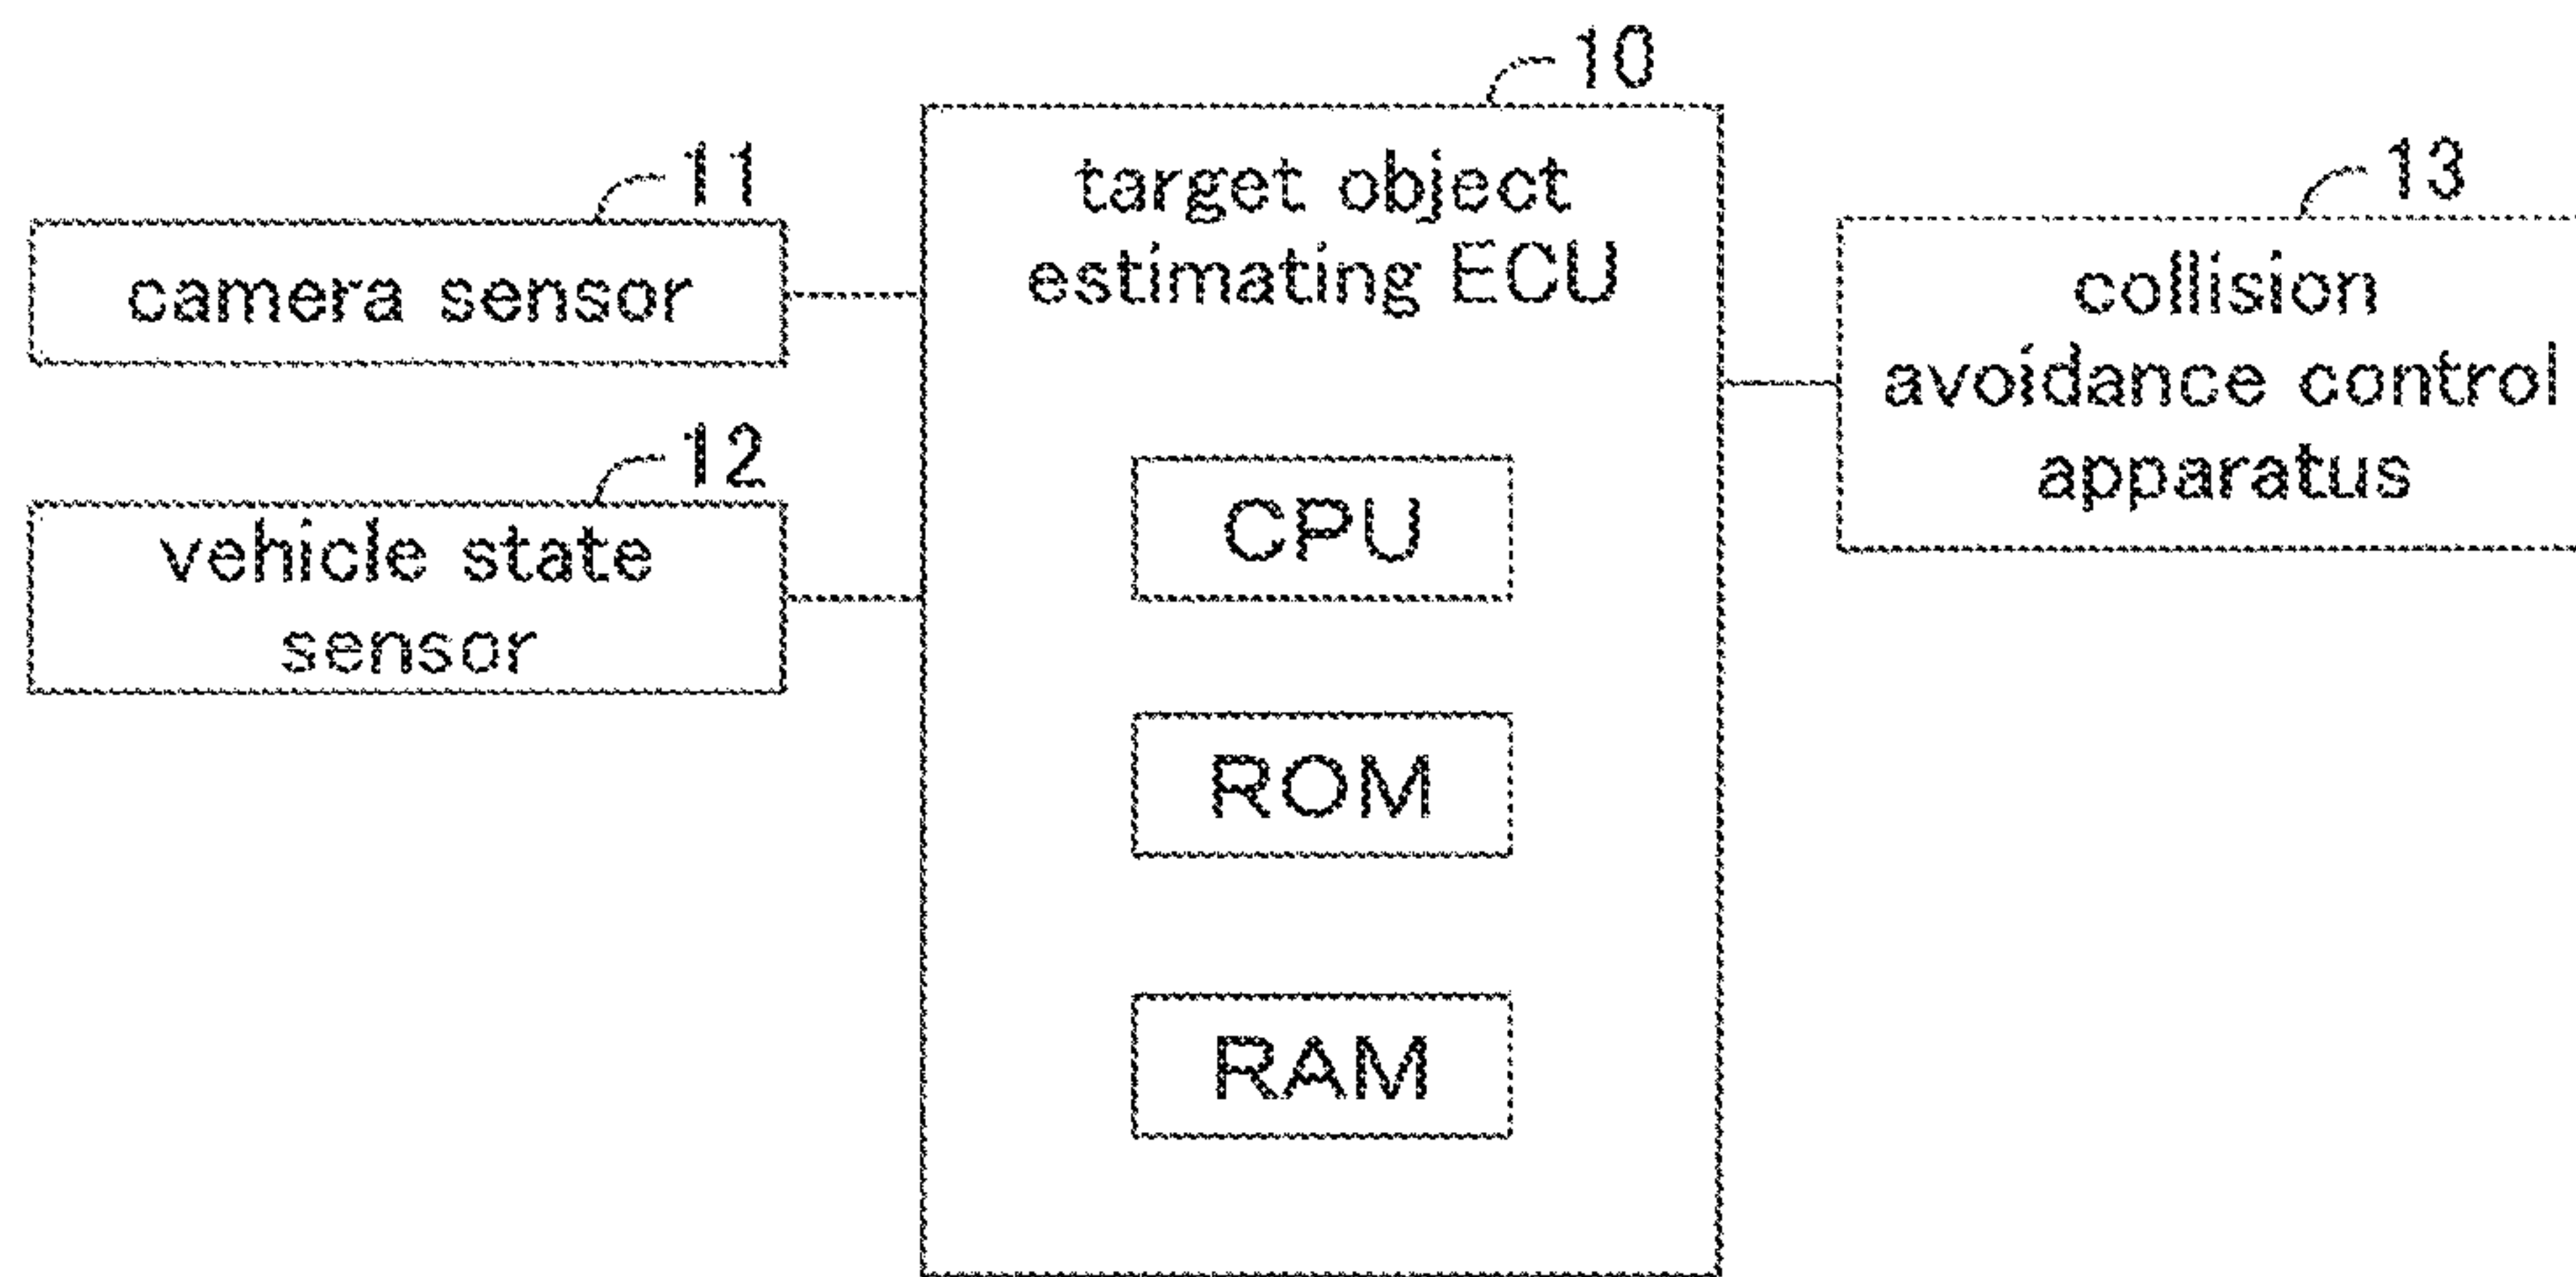 10
target object
estimating ECU
11
camera sensor
12
vehicle state
sensor
CPU
ROM
RAM
13
collision
avoidance control
apparatus